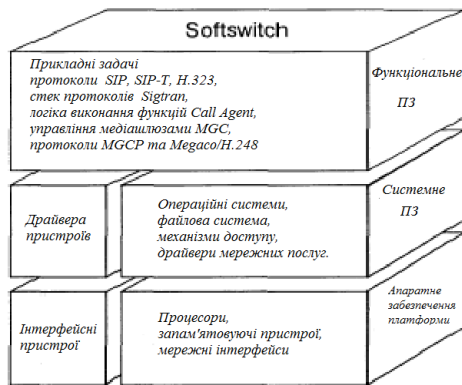 Softswitch
Прикладні задачі
протоколи SIP, SIP-T, H.323,
стек протоколів Sigtran,
логіка виконання функцій Call Agent,
управління медіашлюзами MGC,
протоколи MGCP та Megaco/H.248
Функціональне
ПЗ
Драйвера
пристроїв
Операційні системи,
файлова система,
механізми доступу,
драйвери мережних послуг.
Системне
ПЗ
Інтерфейсні
пристрої
Процесори,
запам'ятовуючі пристрої,
мережні інтерфейси
Апаратне
забезпечення
платформи